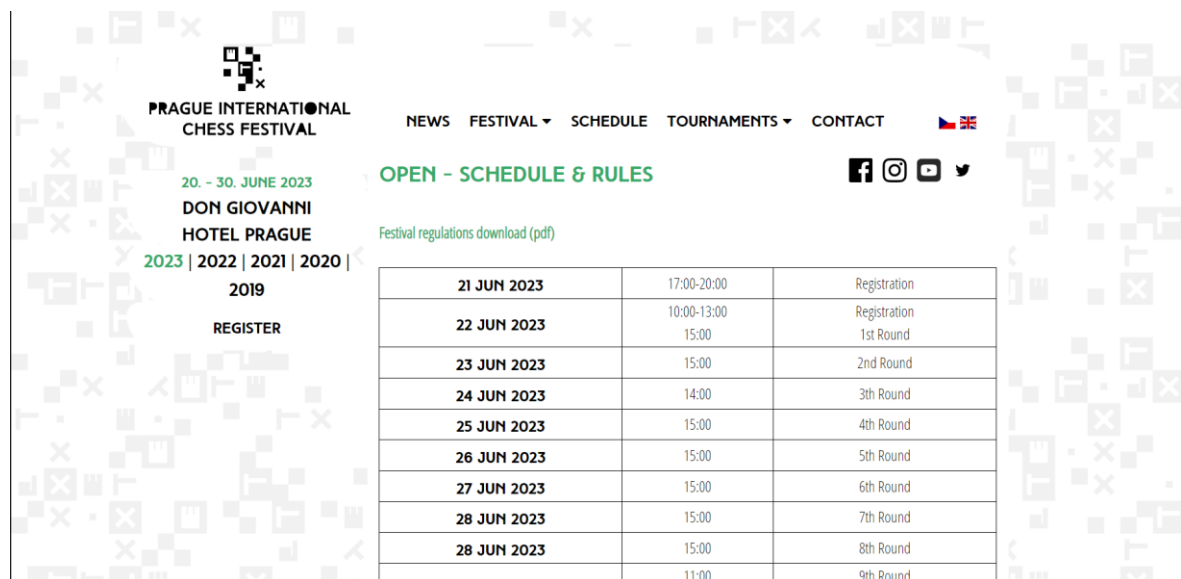 PRAGUE INTERNATIONAL
CHESS FESTIVAL
20. - 30. JUNE 2023
DON GIOVANNI
HOTEL PRAGUE
2023 | 2022 | 2021 | 2020 |
2019
REGISTER
NEWS FESTIVAL SCHEDULE TOURNAMENTS CONTACT
OPEN - SCHEDULE & RULES
Festival regulations download (pdf)
21 JUN 2023 17:00-20:00 Registration
22 JUN 2023 10:00-13:00 Registration
15:00 1st Round
23 JUN 2023 15:00 2nd Round
24 JUN 2023 14:00 3th Round
25 JUN 2023 15:00 4th Round
26 JUN 2023 15:00 5th Round
27 JUN 2023 15:00 6th Round
28 JUN 2023 15:00 7th Round
28 JUN 2023 15:00 8th Round
11:00 9th Round